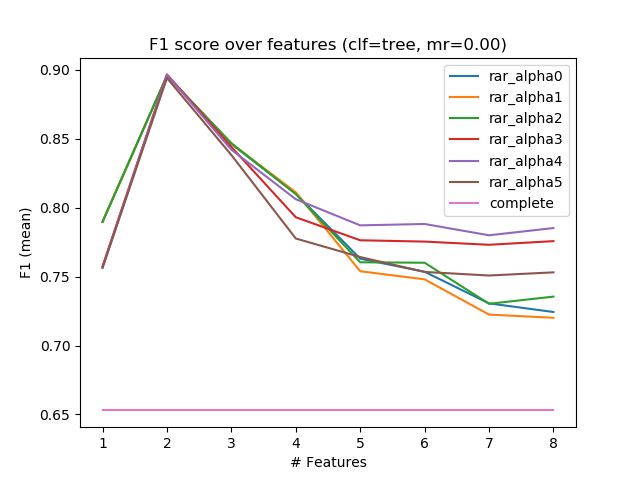 F1 score over features (clf=tree, mr=0.00)
0.90
0.85
0.80
0.75
0.70
0.65
F1 (mean)
rar_alpha0
rar_alpha1
rar_alpha2
rar_alpha3
rar_alpha4
rar_alpha5
complete
1 2 3 4 5 6 7 8
# Features